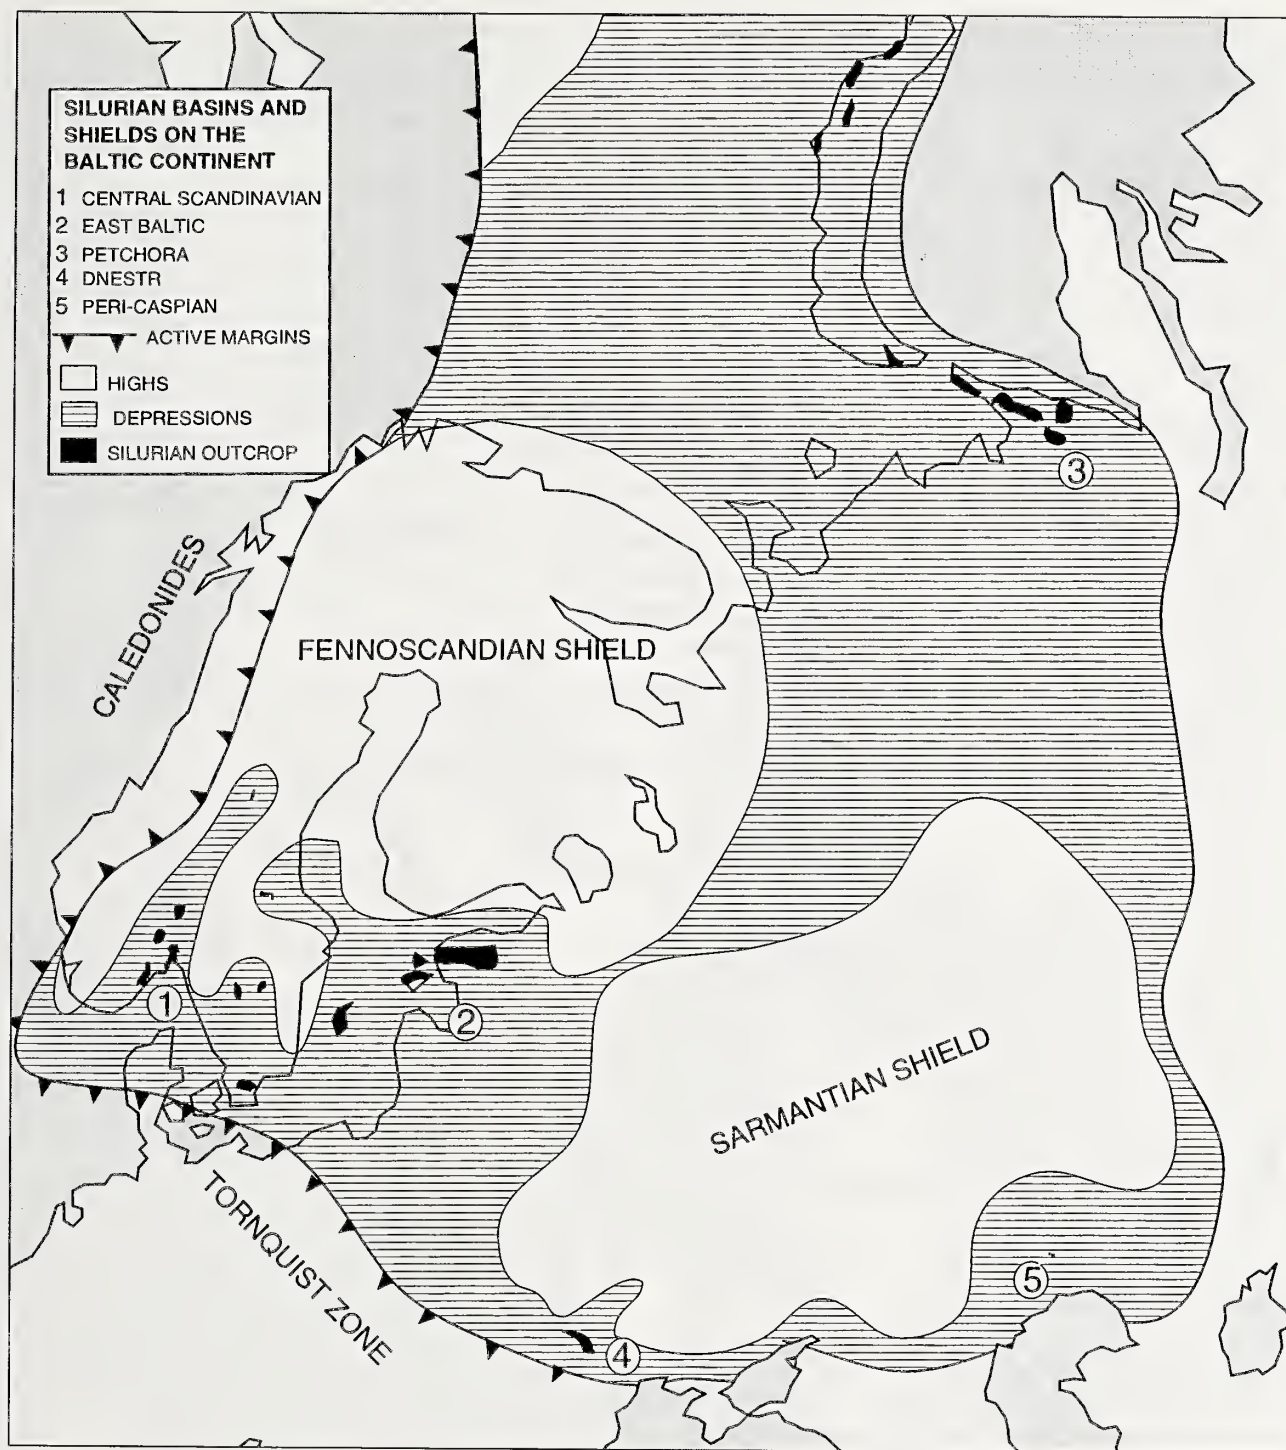 SILURIAN BASINS AND
SHIELDS ON THE
BALTIC CONTINENT
1 CENTRAL SCANDINAVIAN
2 EAST BALTIC
3 PETCHORA
4 DNESTR
5 PERI-CASPIAN
ACTIVE MARGINS
HIGHS
DEPRESSIONS
SILURIAN OUTCROP
3
CALEDONIDES
FENNOSCANDIAN SHIELD
1
2
SARMANTIAN SHIELD
TORNQUIST ZONE
5
4